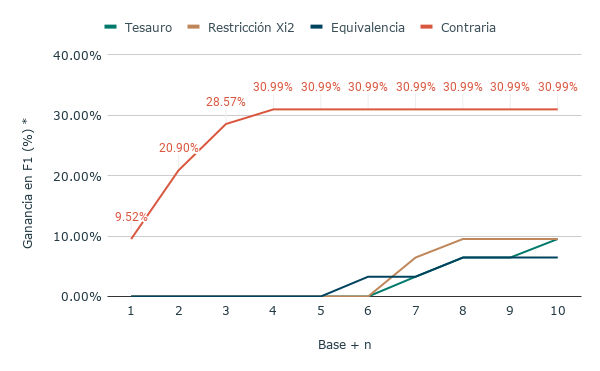 Tesauro Restricción Xi2 Equivalencia Contraria
40.00%
30.99% 30.99% 30.99% 30.99% 30.99% 30.99% 30.99%
28.57%
30.00%
20.90%
20.00%
9.52%
10.00%
0.00%
1 2 3 4 5 6 7 8 9 10
Base + n
Ganancia en F1 (%) *